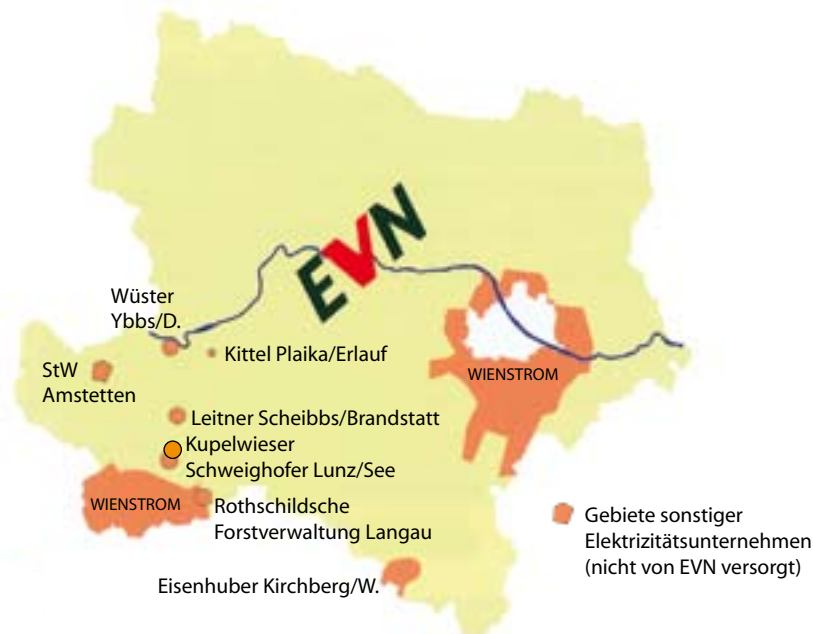 EVN
Wüster
Ybbs/D.
Kittel Plaika/Erlauf
StW
Amstetten
WIENSTROM
Leitner Scheibbs/Brandstatt
Kupelwieser
Schweighofer Lunz/See
WIENSTROM
Rothschildsche
Forstverwaltung Langau
Gebiete sonstiger
Elektrizitätsunternehmen
(nicht von EVN versorgt)
Eisenhuber Kirchberg/W.